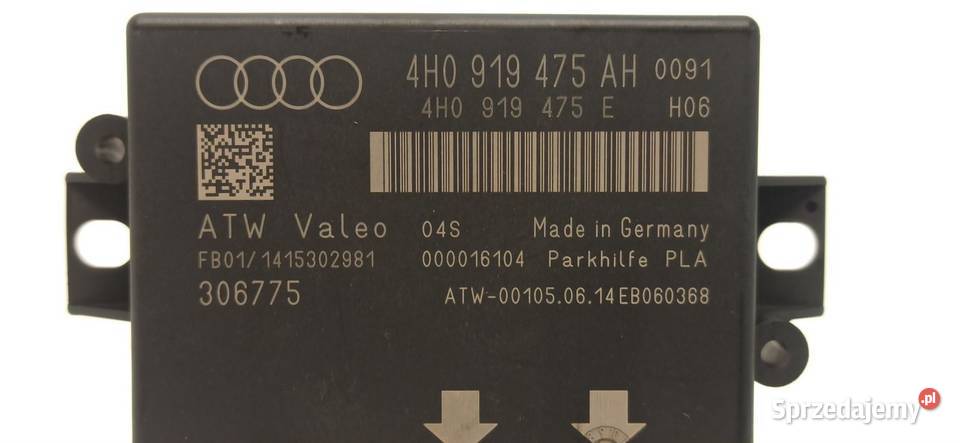 4H0 919 475 AH 0091
4H0 919 475 E H06
ATW Valeo 04S Made in Germany
FB01/1415302981 000016104 Parkhilfe PLA
306775 ATW-00105.06.14EB060368
Sprzedajemy.pl